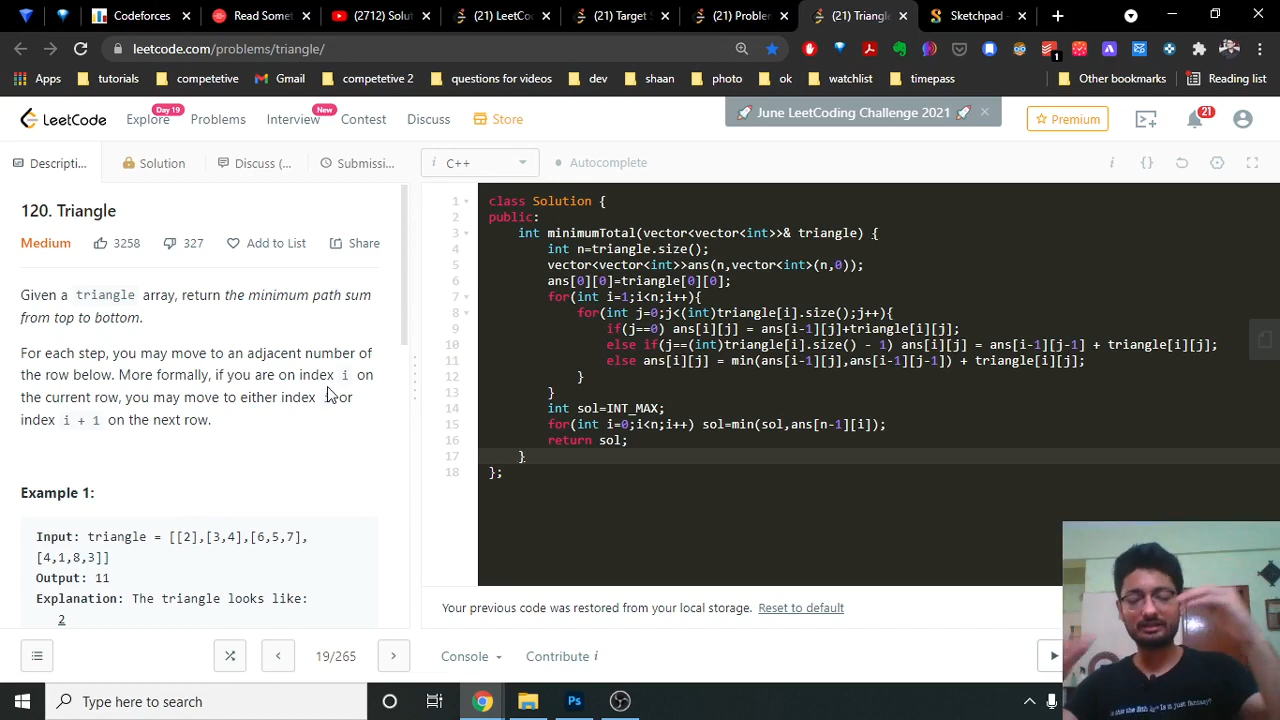 (21) Codeforces
Read Somet
(2712) Solut
(21) LeetCoc
(21) Target S
(21) Problem
(21) Triangle
Sketchpad -
leetcode.com/problems/triangle/
1
Apps
tutorials
competetive
Gmail
competetive 2
questions for videos
dev
shaan
photo
ok
watchlist
timepass
Other bookmarks
Reading list
LeetCode
Explore
Day 19
Problems
Interview
New
Contest
Discuss
Store
June LeetCoding Challenge 2021
Premium
21
Descripti...
Solution
Discuss (...
Submissi...
i C++
Autocomplete
120. Triangle
Medium
3258
327
Add to List
Share
Given a triangle array, return the minimum path sum
from top to bottom.
For each step, you may move to an adjacent number of
the row below. More formally, if you are on index i on
the current row, you may move to either index or
index i + 1 on the next row.
Example 1:
Input: triangle = [[2],[3,4],[6,5,7],
[4,1,8,3]]
Output: 11
Explanation: The triangle looks like:
2
1 class Solution {
2 public:
3 int minimumTotal(vector<vector<int>>& triangle) {
4 int n=triangle.size();
5 vector<vector<int>>ans(n,vector<int>(n,0));
6 ans[0][0]=triangle[0][0];
7 for(int i=1;i<n;i++){
8 for(int j=0;j<(int)triangle[i].size();j++){
9 if(j==0) ans[i][j] = ans[i-1][j]+triangle[i][j];
10 else if(j==(int)triangle[i].size() - 1) ans[i][j] = ans[i-1][j-1] + triangle[i][j];
11 else ans[i][j] = min(ans[i-1][j],ans[i-1][j-1]) + triangle[i][j];
12 }
13 }
14 int sol=INT_MAX;
15 for(int i=0;i<n;i++) sol=min(sol,ans[n-1][i]);
16 return sol;
17 }
18 };
Your previous code was restored from your local storage. Reset to default
19/265
Console
Contribute i
Type here to search
Ps